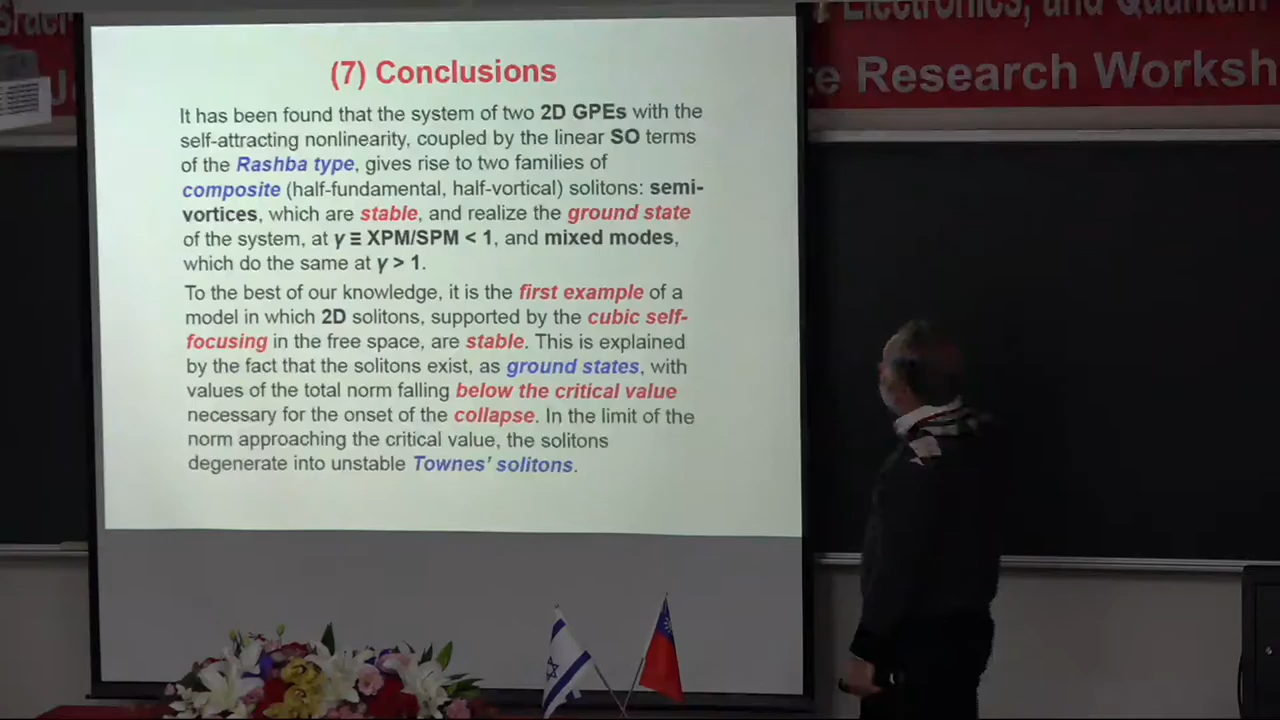 Electronics, and Quantum
e Research Worksh
(7) Conclusions
It has been found that the system of two 2D GPEs with the
self-attracting nonlinearity, coupled by the linear SO terms
of the Rashba type, gives rise to two families of
composite (half-fundamental, half-vortical) solitons: semi-
vortices, which are stable, and realize the ground state
of the system, at γ ≡ XPM/SPM < 1, and mixed modes,
which do the same at γ > 1.
To the best of our knowledge, it is the first example of a
model in which 2D solitons, supported by the cubic self-
focusing in the free space, are stable. This is explained
by the fact that the solitons exist, as ground states, with
values of the total norm falling below the critical value
necessary for the onset of the collapse. In the limit of the
norm approaching the critical value, the solitons
degenerate into unstable Townes' solitons.